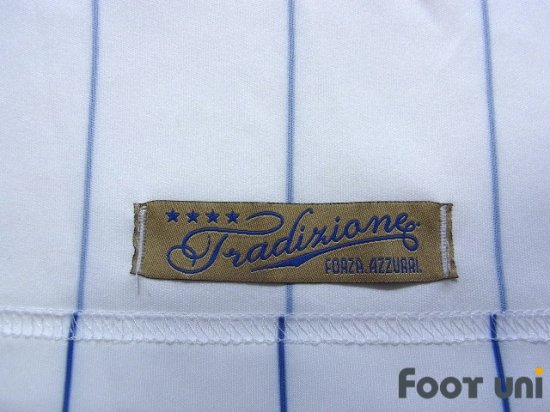 ★★★★
Tradizione
FORZA AZZURRI
FOOT UNI